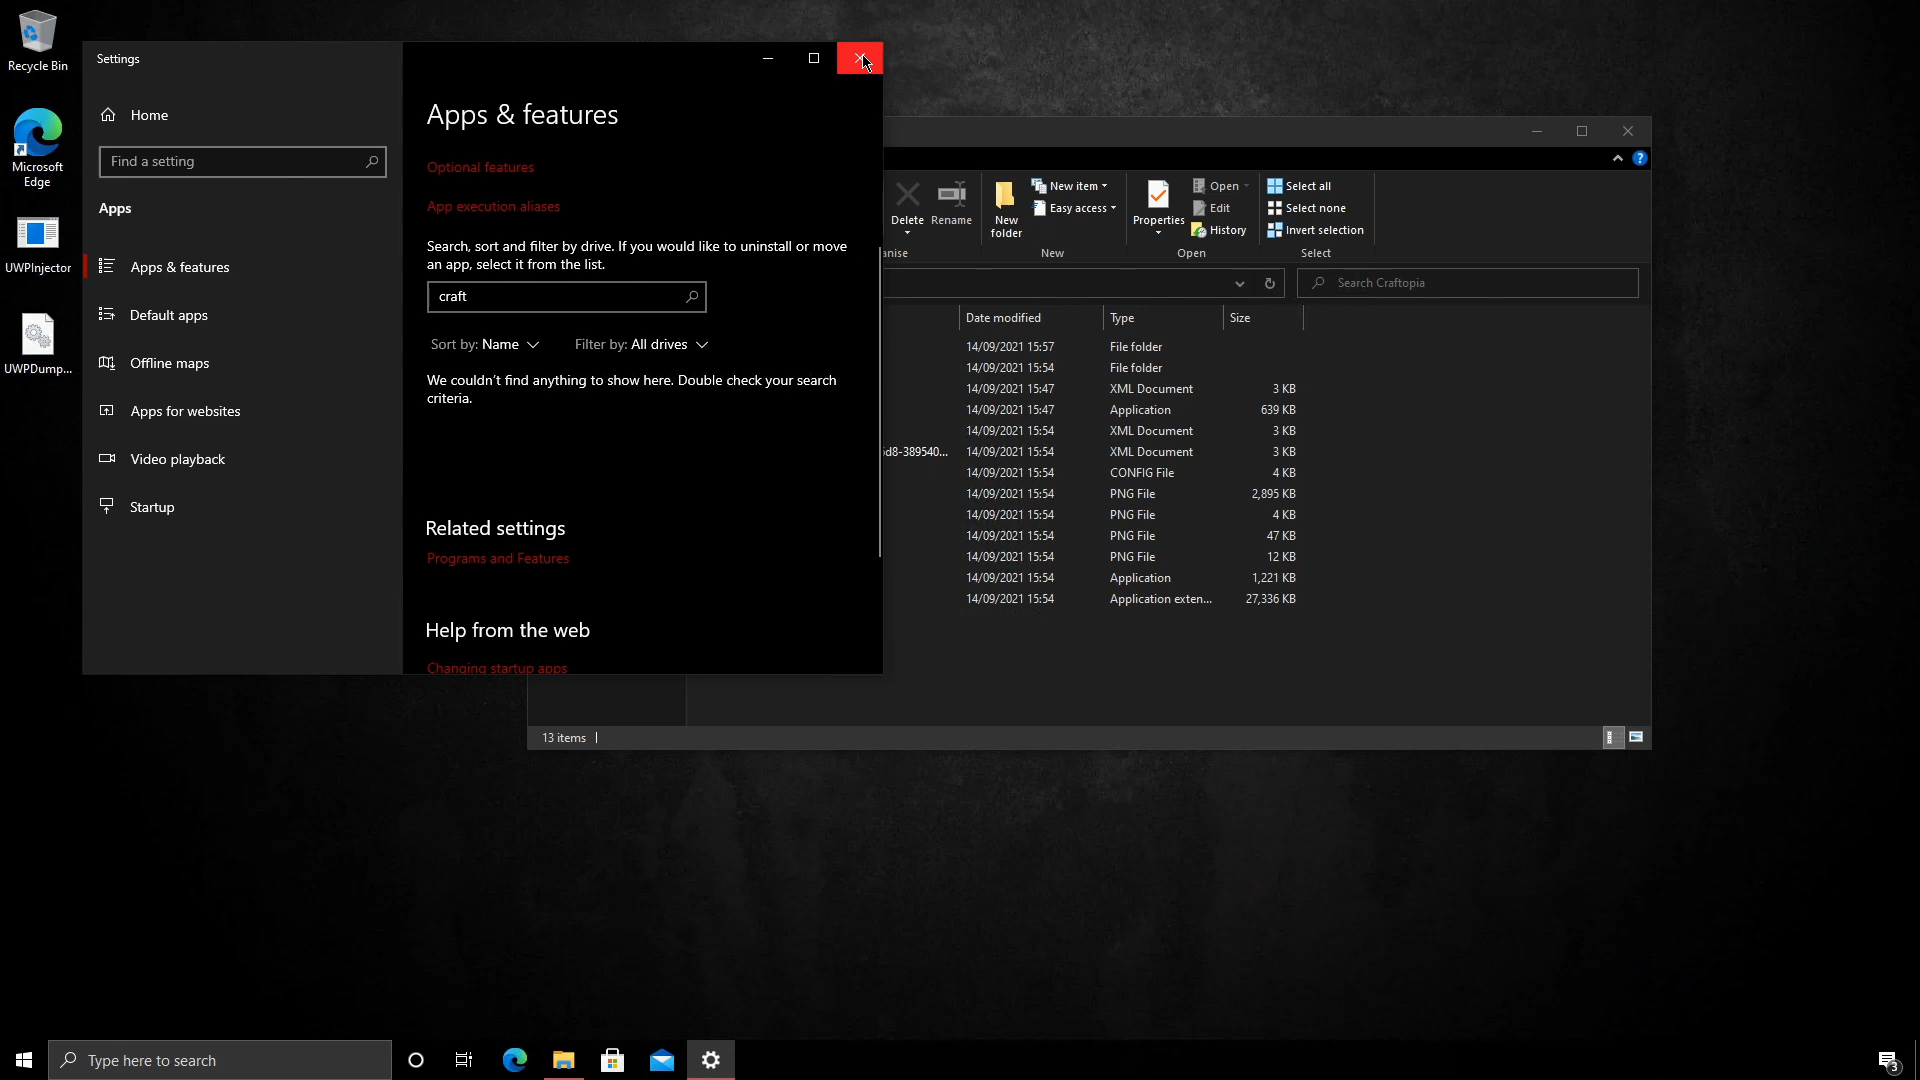 Recycle Bin
Microsoft
Edge
UWPInjector
UWPDump...
Settings
Home
Find a setting
Apps
Apps & features
Default apps
Offline maps
Apps for websites
Video playback
Startup
Apps & features
Optional features
App execution aliases
Search, sort and filter by drive. If you would like to uninstall or move
an app, select it from the list.
craft
Sort by: Name
Filter by: All drives
We couldn't find anything to show here. Double check your search
criteria.
Related settings
Programs and Features
Help from the web
Changing startup apps
Delete
Rename
New
folder
New item
Easy access
Properties
Open
Edit
History
Select all
Select none
Invert selection
anise
New
Open
Select
Search Craftopia
Date modified Type Size
14/09/2021 15:57 File folder
14/09/2021 15:54 File folder
14/09/2021 15:47 XML Document 3 KB
14/09/2021 15:47 Application 639 KB
14/09/2021 15:54 XML Document 3 KB
d8-389540... 14/09/2021 15:54 XML Document 3 KB
14/09/2021 15:54 CONFIG File 4 KB
14/09/2021 15:54 PNG File 2,895 KB
14/09/2021 15:54 PNG File 4 KB
14/09/2021 15:54 PNG File 47 KB
14/09/2021 15:54 PNG File 12 KB
14/09/2021 15:54 Application 1,221 KB
14/09/2021 15:54 Application exten... 27,336 KB
13 items
Type here to search
3